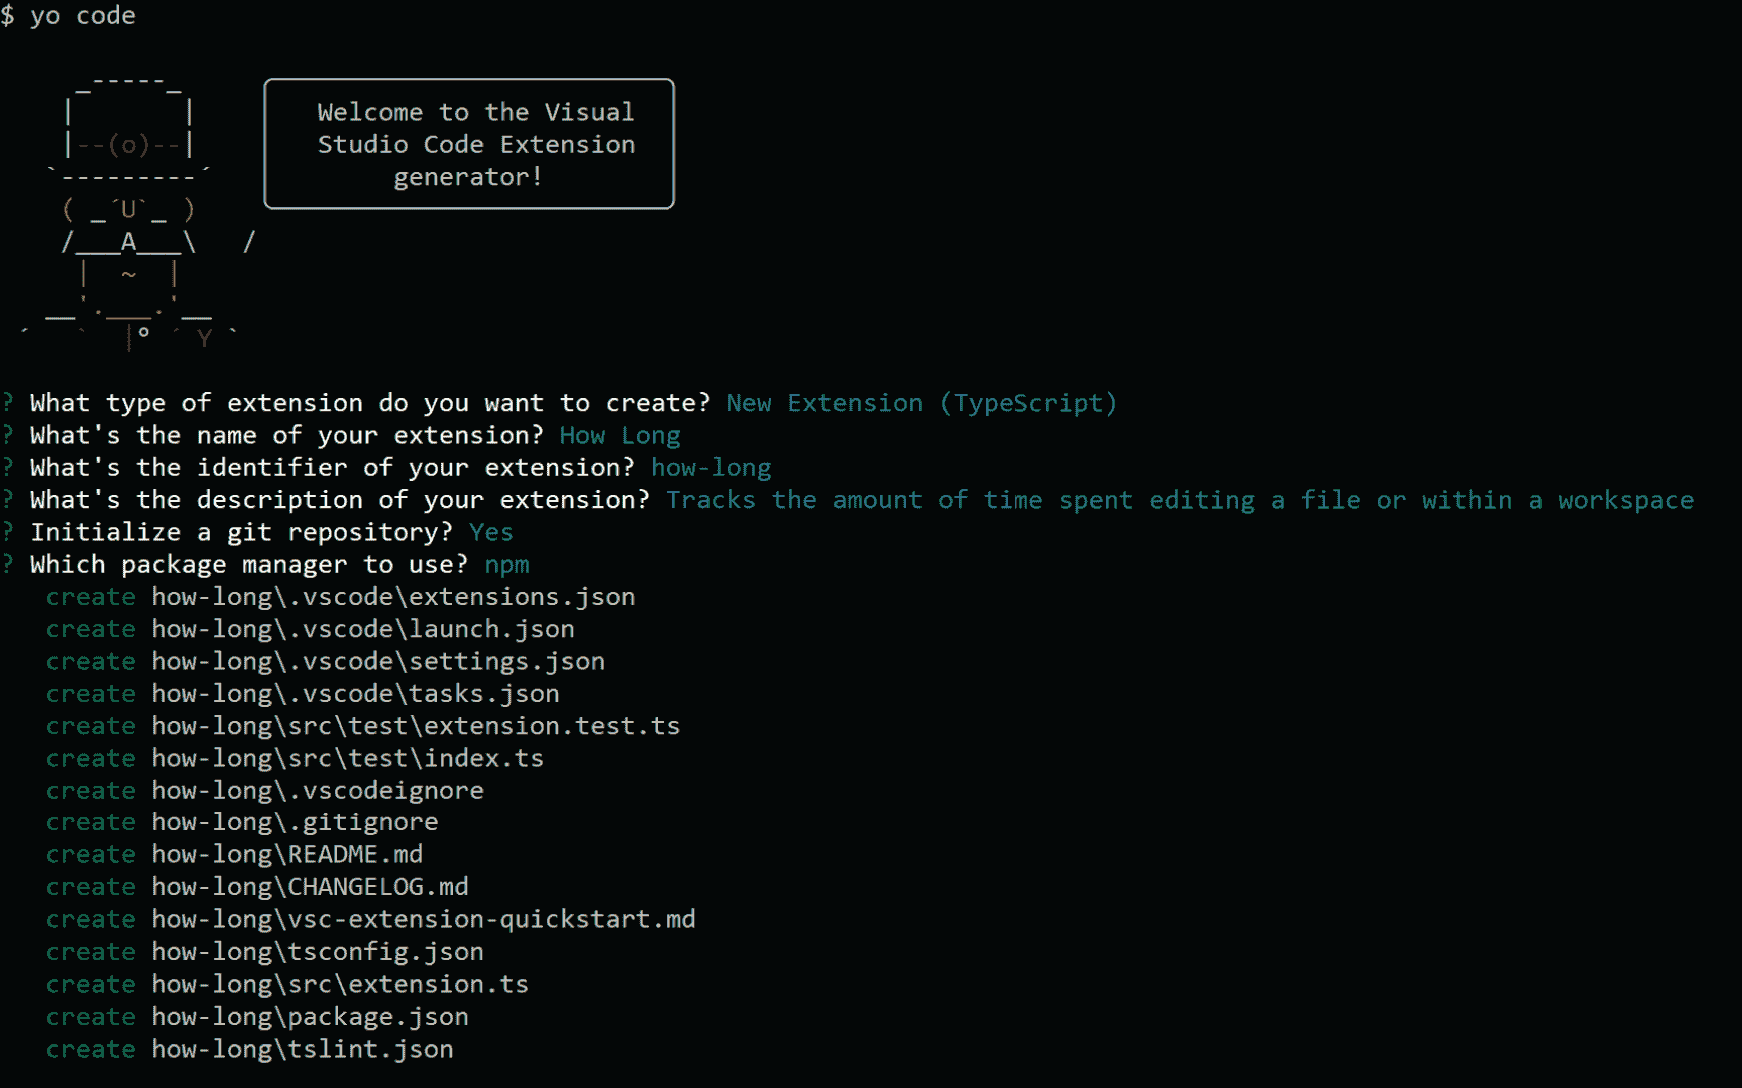 $ yo code
     _-----_
    |       |
    |--(o)--|
   `---------´
    ( _´U`_ )
    /___A___\   /
     |  ~  |
   __'.___.'__
 ´   `  |° ´ Y `
Welcome to the Visual
Studio Code Extension
generator!
? What type of extension do you want to create? New Extension (TypeScript)
? What's the name of your extension? How Long
? What's the identifier of your extension? how-long
? What's the description of your extension? Tracks the amount of time spent editing a file or within a workspace
? Initialize a git repository? Yes
? Which package manager to use? npm
   create how-long\.vscode\extensions.json
   create how-long\.vscode\launch.json
   create how-long\.vscode\settings.json
   create how-long\.vscode\tasks.json
   create how-long\src\test\extension.test.ts
   create how-long\src\test\index.ts
   create how-long\.vscodeignore
   create how-long\.gitignore
   create how-long\README.md
   create how-long\CHANGELOG.md
   create how-long\vsc-extension-quickstart.md
   create how-long\tsconfig.json
   create how-long\src\extension.ts
   create how-long\package.json
   create how-long\tslint.json